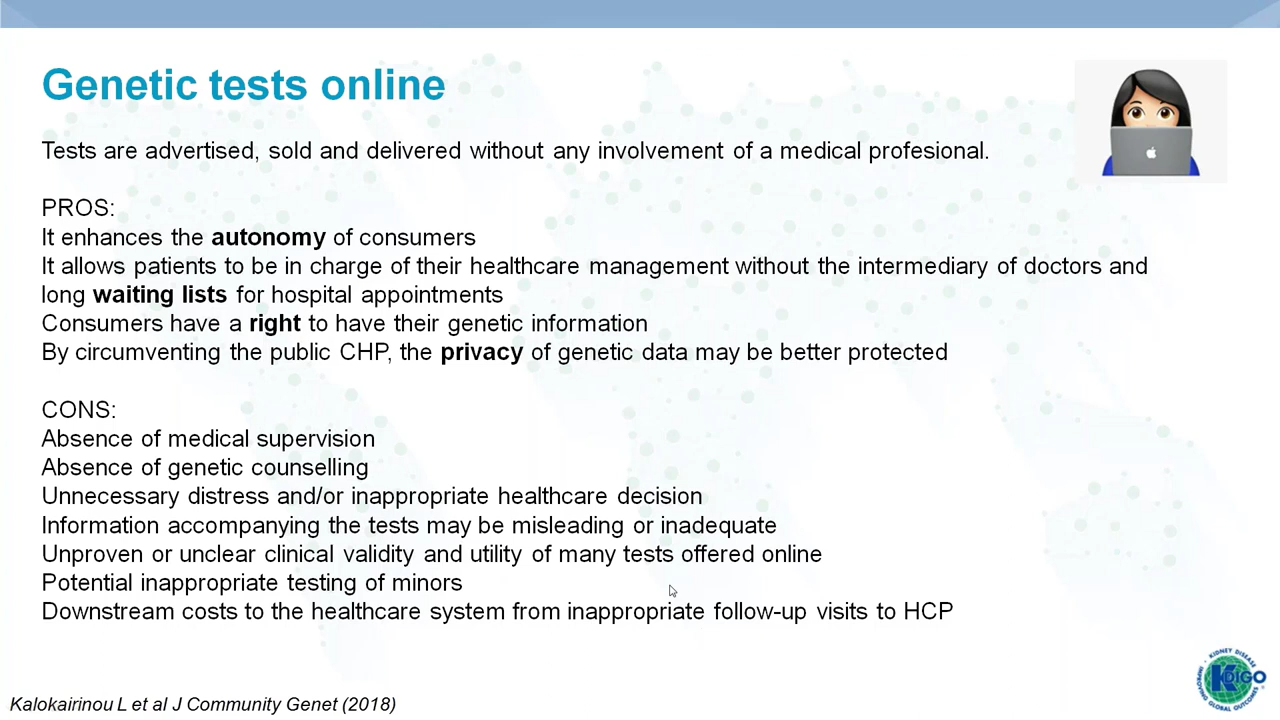 Genetic tests online
Tests are advertised, sold and delivered without any involvement of a medical profesional.
PROS:
It enhances the autonomy of consumers
It allows patients to be in charge of their healthcare management without the intermediary of doctors and
long waiting lists for hospital appointments
Consumers have a right to have their genetic information
By circumventing the public CHP, the privacy of genetic data may be better protected
CONS:
Absence of medical supervision
Absence of genetic counselling
Unnecessary distress and/or inappropriate healthcare decision
Information accompanying the tests may be misleading or inadequate
Unproven or unclear clinical validity and utility of many tests offered online
Potential inappropriate testing of minors
Downstream costs to the healthcare system from inappropriate follow-up visits to HCP
Kalokairinou L et al J Community Genet (2018)
KIDNEY DISEASE
KDIGO
IMPROVING GLOBAL OUTCOMES